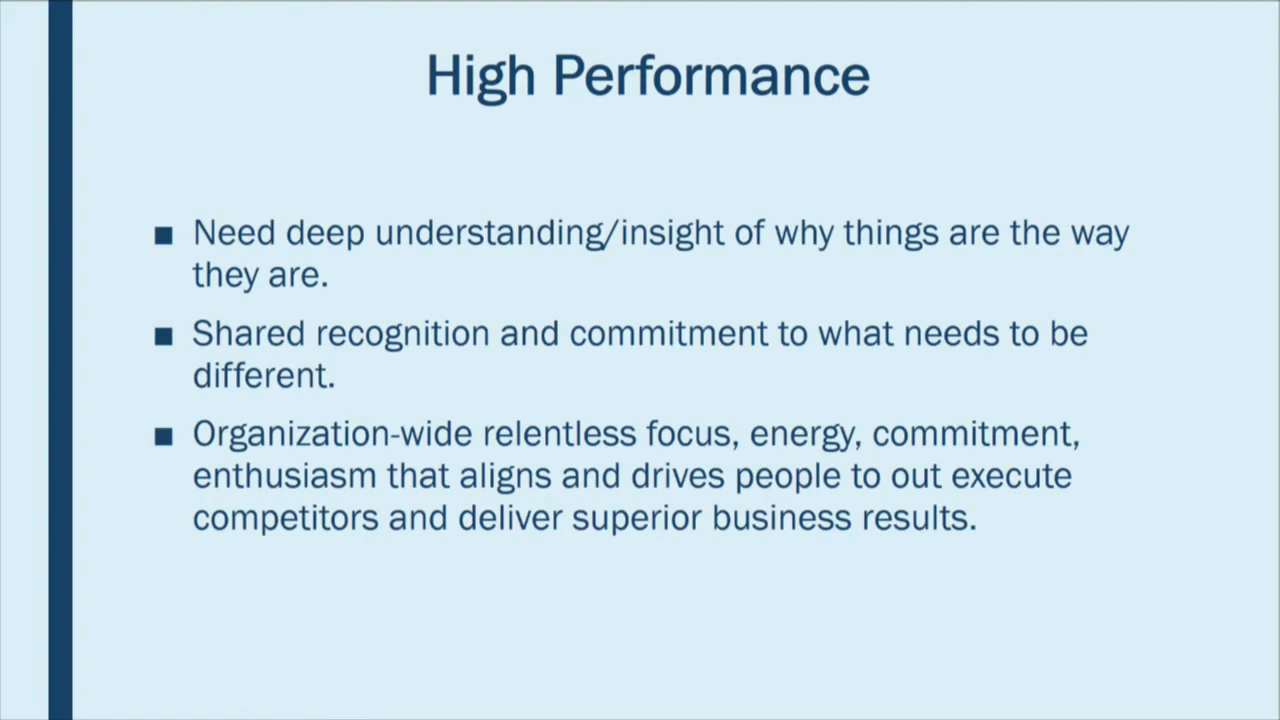 High Performance
■ Need deep understanding/insight of why things are the way
they are.
■ Shared recognition and commitment to what needs to be
different.
■ Organization-wide relentless focus, energy, commitment,
enthusiasm that aligns and drives people to out execute
competitors and deliver superior business results.